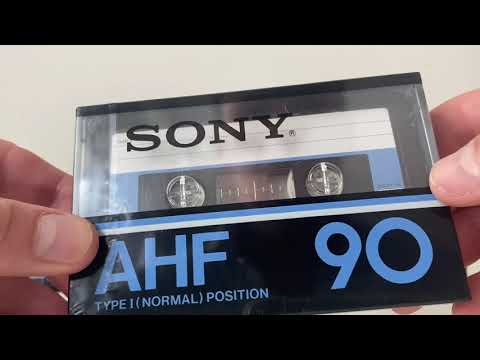 SONY®
AHF 90
TYPE I (NORMAL) POSITION